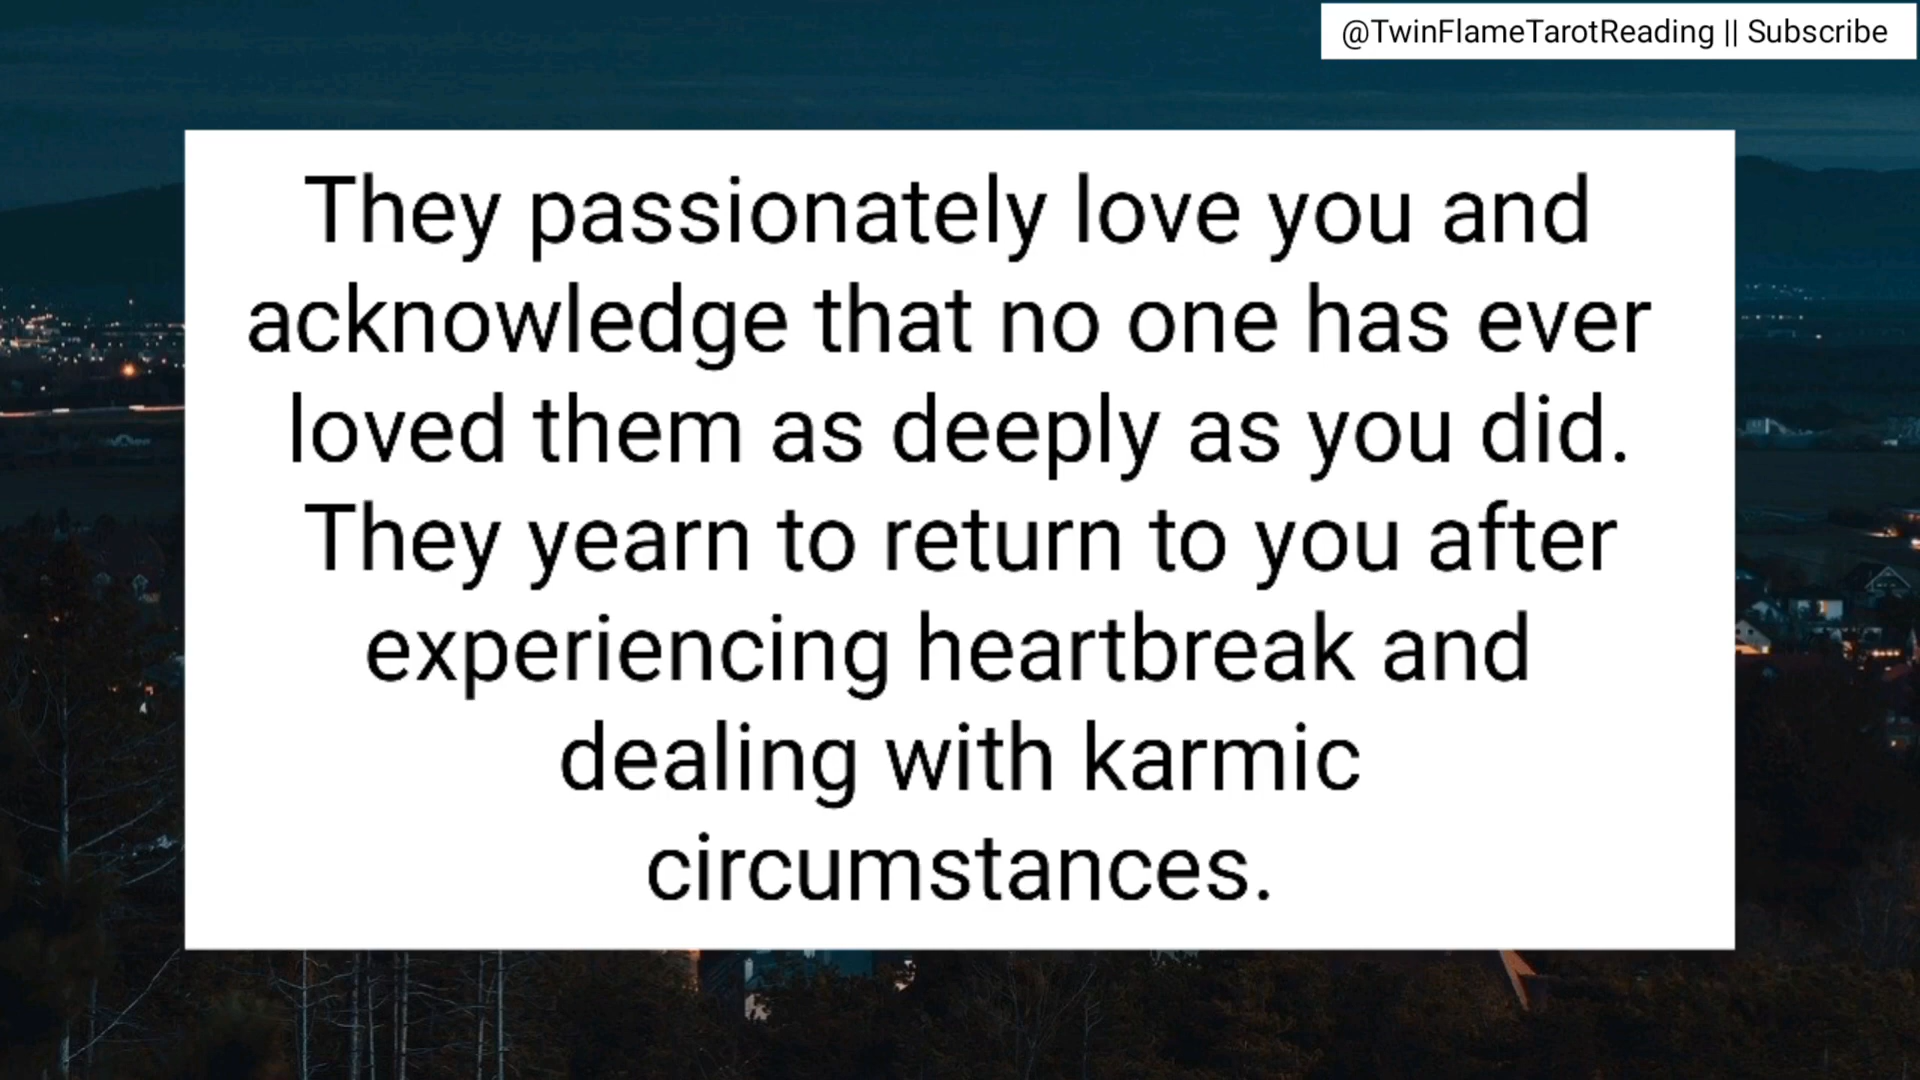 @TwinFlameTarotReading || Subscribe
They passionately love you and
acknowledge that no one has ever
loved them as deeply as you did.
They yearn to return to you after
experiencing heartbreak and
dealing with karmic
circumstances.